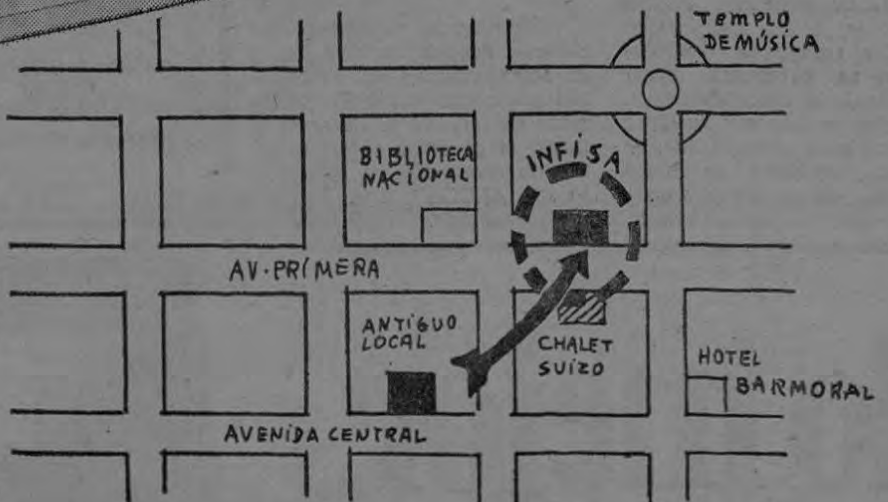 TEMPLO
DE MÚSICA
BIBLIOTECA
NACIONAL
INFISA
AV. PRIMERA
ANTIGUO
LOCAL
CHALET
SUIZO
HOTEL
BARMORAL
AVENIDA CENTRAL